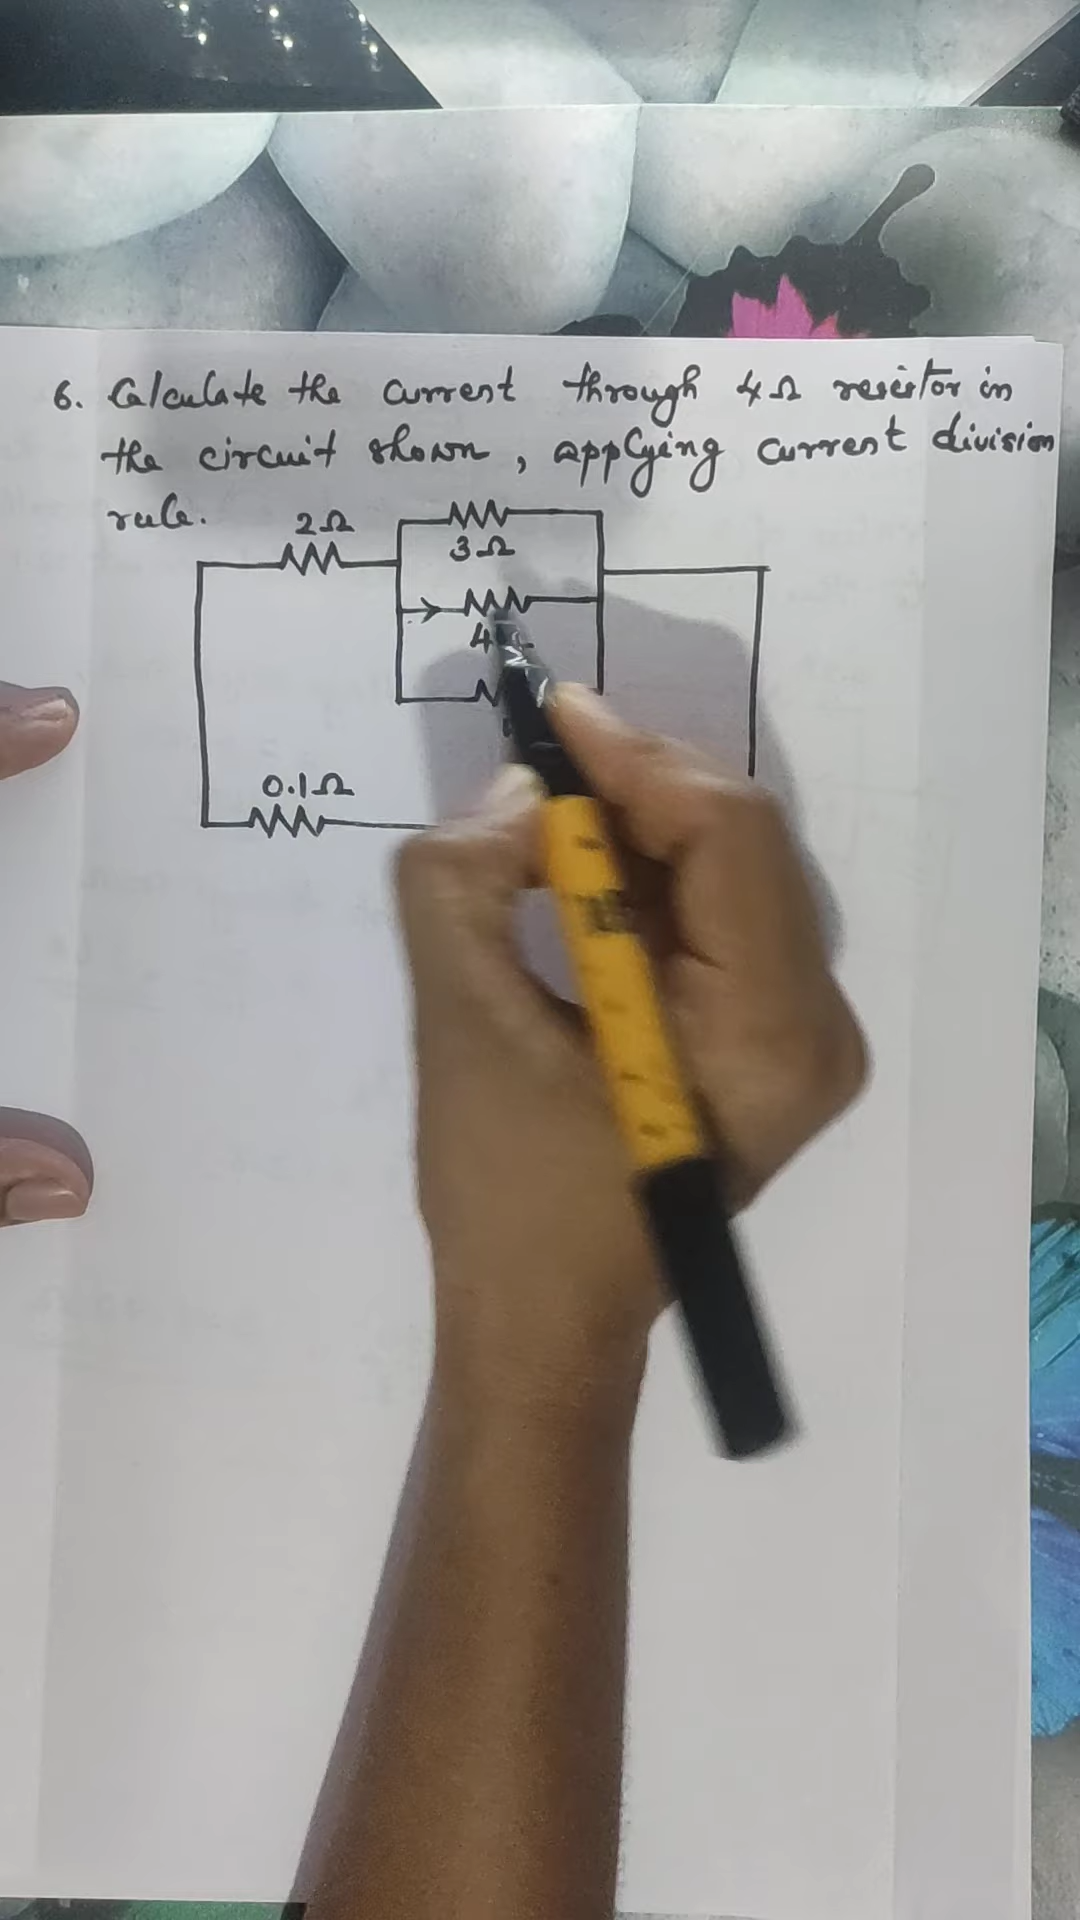 6. Calculate the current through 4Ω resistor in
the circuit shown, applying current division
rule.
2Ω
3Ω
0.1Ω